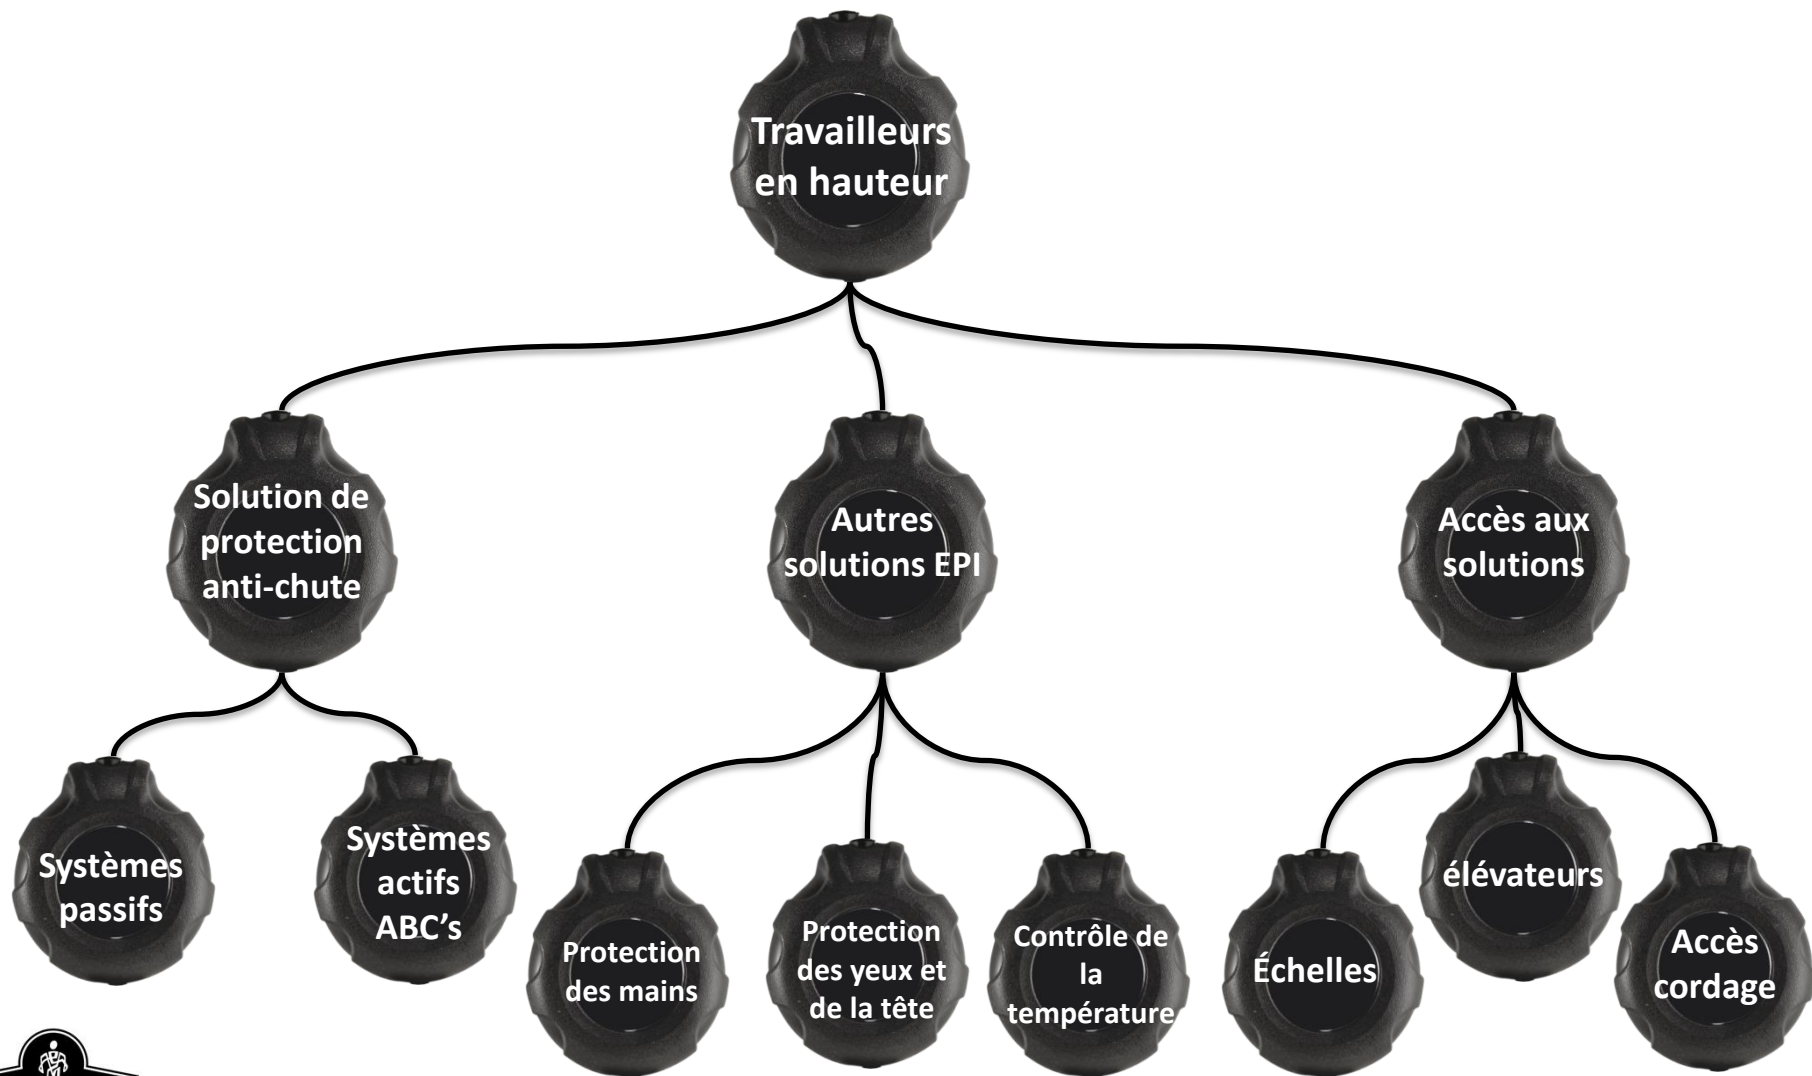 Travailleurs
en hauteur
Solution de
protection
anti-chute
Autres
solutions EPI
Accès aux
solutions
Systèmes
passifs
Systèmes
actifs
ABC’s
Protection
des mains
Protection
des yeux et
de la tête
Contrôle de
la
température
Échelles
élévateurs
Accès
cordage